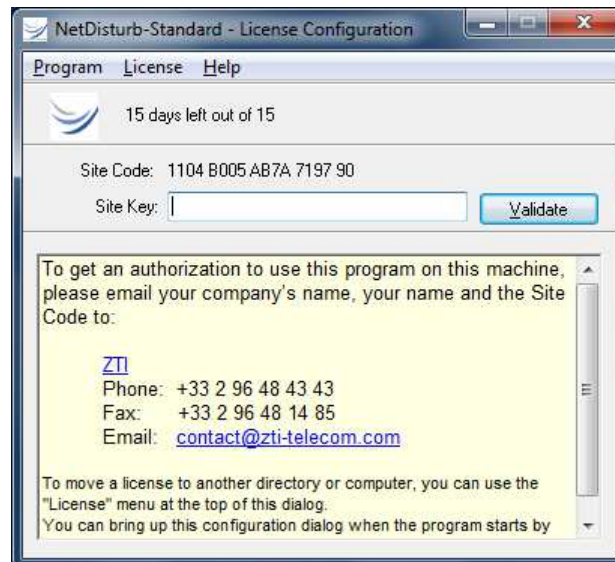 NetDisturb-Standard - License Configuration
Program License Help
15 days left out of 15
Site Code: 1104 B005 AB7A 7197 90
Site Key:
Validate
To get an authorization to use this program on this machine,
please email your company's name, your name and the Site
Code to:
ZTI
Phone: +33 2 96 48 43 43
Fax: +33 2 96 48 14 85
Email: contact@zti-telecom.com
To move a license to another directory or computer, you can use the
"License" menu at the top of this dialog.
You can bring up this configuration dialog when the program starts by